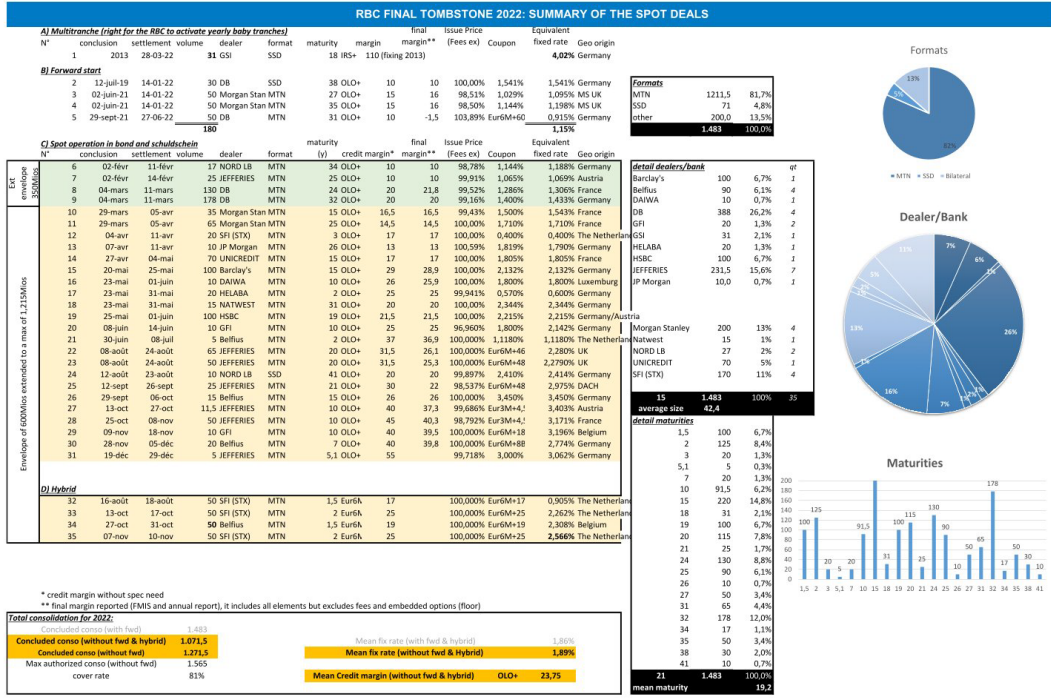 RBC FINAL TOMBSTONE 2022: SUMMARY OF THE SPOT DEALS
A) Multitranche (right for the RBC to activate yearly baby tranches) final Issue Price Equivalent
N° conclusion settlement volume dealer format maturity margin margin** (Fees ex) Coupon fixed rate Geo origin
1 2013 28-03-22 31 GSI SSD 18 IRS+ 110 (fixing 2013) 4,02% Germany
B) Forward start
2 12-juil-19 14-01-22 30 DB SSD 38 OLO+ 10 10 100,00% 1,541% 1,541% Germany
3 02-juin-21 14-01-22 50 Morgan Stan MTN 27 OLO+ 15 16 98,51% 1,029% 1,095% MS UK
4 02-juin-21 14-01-22 50 Morgan Stan MTN 35 OLO+ 15 16 98,50% 1,144% 1,198% MS UK
5 29-sept-21 27-06-22 50 DB MTN 31 OLO+ 10 -1,5 103,89% Eur6M+60 0,915% Germany
180 1,15%
C) Spot operation in bond and schuldschein maturity final Issue Price Equivalent
N° conclusion settlement volume dealer format (y) credit margin* margin** (Fees ex) Coupon fixed rate Geo origin
Ext envelope 350Mios
6 02-févr 11-févr 17 NORD LB MTN 34 OLO+ 10 10 98,78% 1,144% 1,188% Germany
7 02-févr 14-févr 25 JEFFERIES MTN 25 OLO+ 10 10 99,91% 1,065% 1,069% Austria
8 04-mars 11-mars 130 DB MTN 24 OLO+ 20 21,8 99,52% 1,286% 1,306% France
9 04-mars 11-mars 178 DB MTN 32 OLO+ 20 20 99,16% 1,400% 1,433% Germany
Envelope of 600Mios extended to a max of 1,215Mios
10 29-mars 05-avr 35 Morgan Stan MTN 15 OLO+ 16,5 16,5 99,43% 1,500% 1,543% France
11 29-mars 05-avr 65 Morgan Stan MTN 25 OLO+ 14,5 14,5 100,00% 1,710% 1,710% France
12 04-avr 11-avr 20 SFI (STX) MTN 3 OLO+ 17 17 100,00% 0,400% 0,400% The Netherlan
13 07-avr 11-avr 10 JP Morgan MTN 26 OLO+ 13 13 100,59% 1,819% 1,790% Germany
14 27-avr 04-mai 70 UNICREDIT MTN 15 OLO+ 17 17 100,00% 1,805% 1,805% France
15 20-mai 25-mai 100 Barclay's MTN 15 OLO+ 29 28,9 100,00% 2,132% 2,132% Germany
16 23-mai 01-juin 10 DAIWA MTN 10 OLO+ 26 25,9 100,00% 1,800% 1,800% Luxemburg
17 23-mai 31-mai 20 HELABA MTN 2 OLO+ 25 25 99,941% 0,570% 0,600% Germany
18 23-mai 31-mai 15 NATWEST MTN 31 OLO+ 20 20 100,00% 2,344% 2,344% Germany
19 25-mai 01-juin 100 HSBC MTN 19 OLO+ 21,5 21,5 100,00% 2,215% 2,215% Germany/Austria
20 08-juin 14-juin 10 GFI MTN 10 OLO+ 25 25 96,960% 1,800% 2,142% Germany
21 30-juin 08-juil 5 Belfius MTN 2 OLO+ 37 36,9 100,000% 1,1180% 1,1180% The Netherlan
22 08-août 24-août 65 JEFFERIES MTN 20 OLO+ 31,5 26,1 100,000% Eur6M+46 2,280% UK
23 08-août 24-août 50 JEFFERIES MTN 20 OLO+ 31,5 25,3 100,000% Eur6M+48 2,2790% UK
24 12-août 23-août 10 NORD LB SSD 41 OLO+ 20 20 99,897% 2,410% 2,414% Germany
25 12-sept 26-sept 25 JEFFERIES MTN 21 OLO+ 30 22 98,537% Eur6M+48 2,975% DACH
26 29-sept 06-oct 15 Belfius MTN 15 OLO+ 26 26 100,000% 3,450% 3,450% Germany
27 13-oct 27-oct 11,5 JEFFERIES MTN 10 OLO+ 40 37,3 99,686% Eur3M+4,! 3,403% Austria
28 25-oct 08-nov 50 JEFFERIES MTN 10 OLO+ 45 40,3 98,792% Eur3M+4,! 3,171% France
29 09-nov 18-nov 10 GFI MTN 10 OLO+ 40 39,5 100,000% Eur6M+18 3,196% Belgium
30 28-nov 05-déc 20 Belfius MTN 7 OLO+ 40 39,8 100,000% Eur6M+8B 2,774% Germany
31 19-déc 29-déc 5 JEFFERIES MTN 5,1 OLO+ 55 99,718% 3,000% 3,062% Germany
D) Hybrid
32 16-août 18-août 50 SFI (STX) MTN 1,5 Eur6M 17 100,000% Eur6M+17 0,905% The Netherlan
33 13-oct 17-oct 50 SFI (STX) MTN 2 Eur6M 25 100,000% Eur6M+25 2,262% The Netherlan
34 27-oct 31-oct 50 Belfius MTN 1,5 Eur6M 19 100,000% Eur6M+19 2,308% Belgium
35 07-nov 10-nov 50 SFI (STX) MTN 2 Eur6M 25 100,000% Eur6M+25 2,566% The Netherlan
* credit margin without spec need
** final margin reported (FMIS and annual report), it includes all elements but excludes fees and embedded options (floor)
Total consolidation for 2022:
Concluded conso (with fwd) 1.483 Mean fix rate (with fwd & hybrid) 1,86%
Concluded conso (without fwd & hybrid) 1.071,5 Mean fix rate (without fwd & Hybrid) 1,89%
Concluded conso (without fwd) 1.271,5
Max authorized conso (without fwd) 1.565
cover rate 81% Mean Credit margin (without fwd & hybrid) OLO+ 23,75
Formats
MTN 1211,5 81,7%
SSD 71 4,8%
other 200,0 13,5%
1.483 100,0%
detail dealers/bank qt
Barclay's 100 6,7% 1
Belfius 90 6,1% 4
DAIWA 10 0,7% 1
DB 388 26,2% 4
GFI 20 1,3% 2
GSI 31 2,1% 1
HELABA 20 1,3% 1
HSBC 100 6,7% 1
JEFFERIES 231,5 15,6% 7
JP Morgan 10,0 0,7% 1
Morgan Stanley 200 13% 4
Natwest 15 1% 1
NORD LB 27 2% 2
UNICREDIT 70 5% 1
SFI (STX) 170 11% 4
15 1.483 100% 35
average size 42,4
detail maturities
1,5 100 6,7%
2 125 8,4%
3 20 1,3%
5,1 5 0,3%
7 20 1,3%
10 91,5 6,2%
15 220 14,8%
18 31 2,1%
19 100 6,7%
20 115 7,8%
21 25 1,7%
24 130 8,8%
25 90 6,1%
26 10 0,7%
27 50 3,4%
31 65 4,4%
32 178 12,0%
34 17 1,1%
35 50 3,4%
38 30 2,0%
41 10 0,7%
21 1.483 100,0%
mean maturity 19,2
Formats
13%
5%
82%
MTN SSD Bilateral
Dealer/Bank
11% 7%
6%
5% 1%
13% 26%
1%
16% 7% 1% 2% 1%
Maturities
200
180
160
140
120
100
80
60
40
20
0
100 125 20 5 20 91,5 31 100 115 25 130 90 10 50 65 178 17 50 30 10
1,5 2 3 5,1 7 10 15 18 19 20 21 24 25 26 27 31 32 34 35 38 41